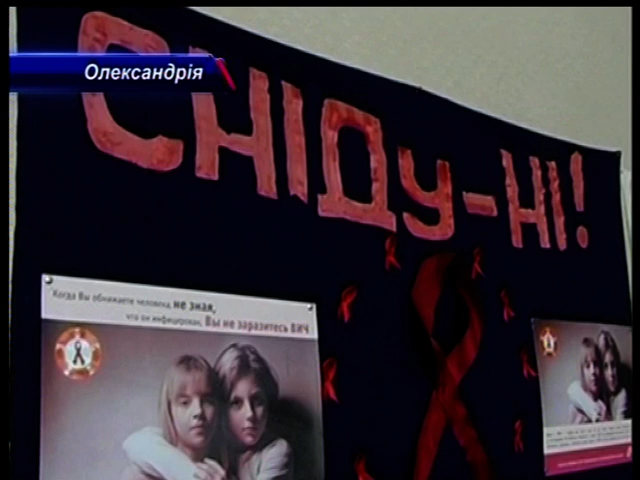 Олександрія
СНІДу-НІ!
Когда Вы обнимаете человека, не зная,
что он инфицирован, Вы не заразитесь ВИЧ